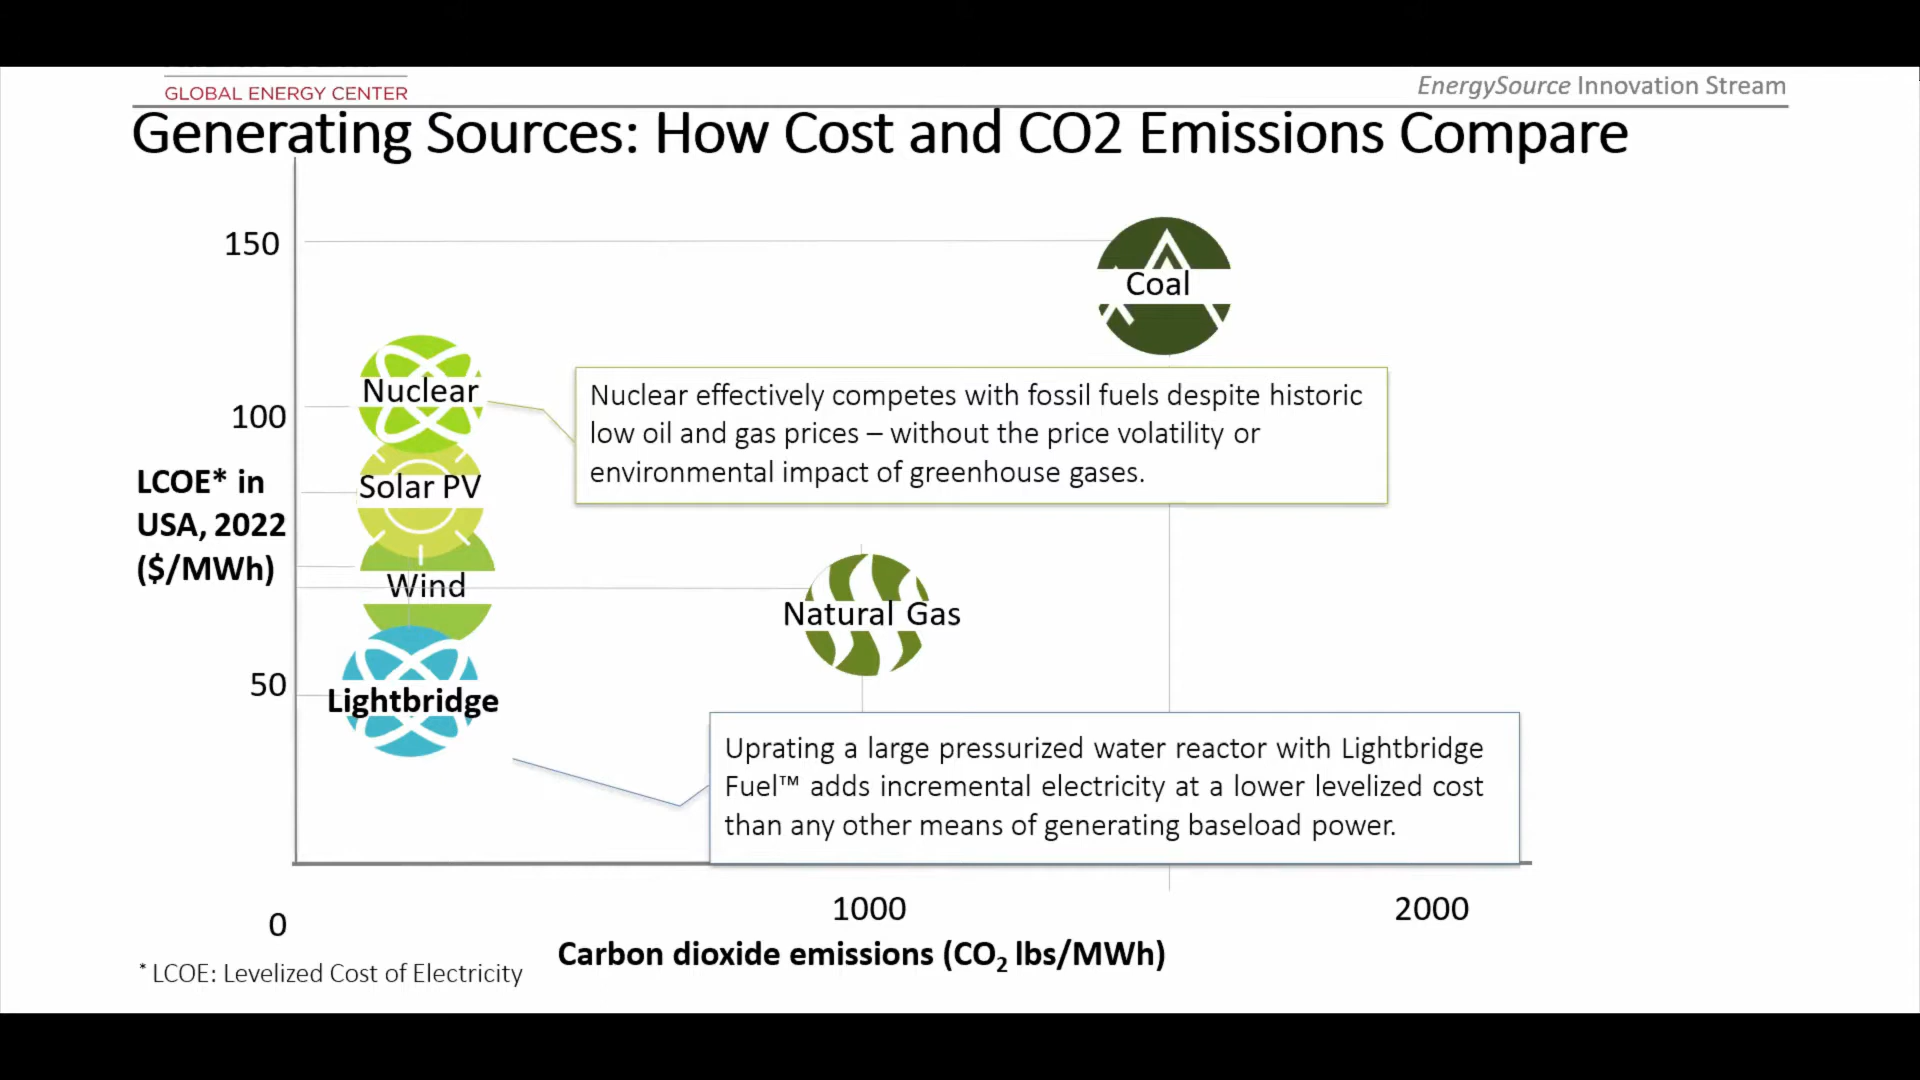 GLOBAL ENERGY CENTER
EnergySource Innovation Stream
Generating Sources: How Cost and CO2 Emissions Compare
150
Coal
Nuclear
100
Nuclear effectively competes with fossil fuels despite historic
low oil and gas prices – without the price volatility or
environmental impact of greenhouse gases.
LCOE* in
USA, 2022
($/MWh)
Solar PV
Wind
Natural Gas
50
Lightbridge
Uprating a large pressurized water reactor with Lightbridge
Fuel™ adds incremental electricity at a lower levelized cost
than any other means of generating baseload power.
0
1000
2000
Carbon dioxide emissions (CO₂ lbs/MWh)
* LCOE: Levelized Cost of Electricity